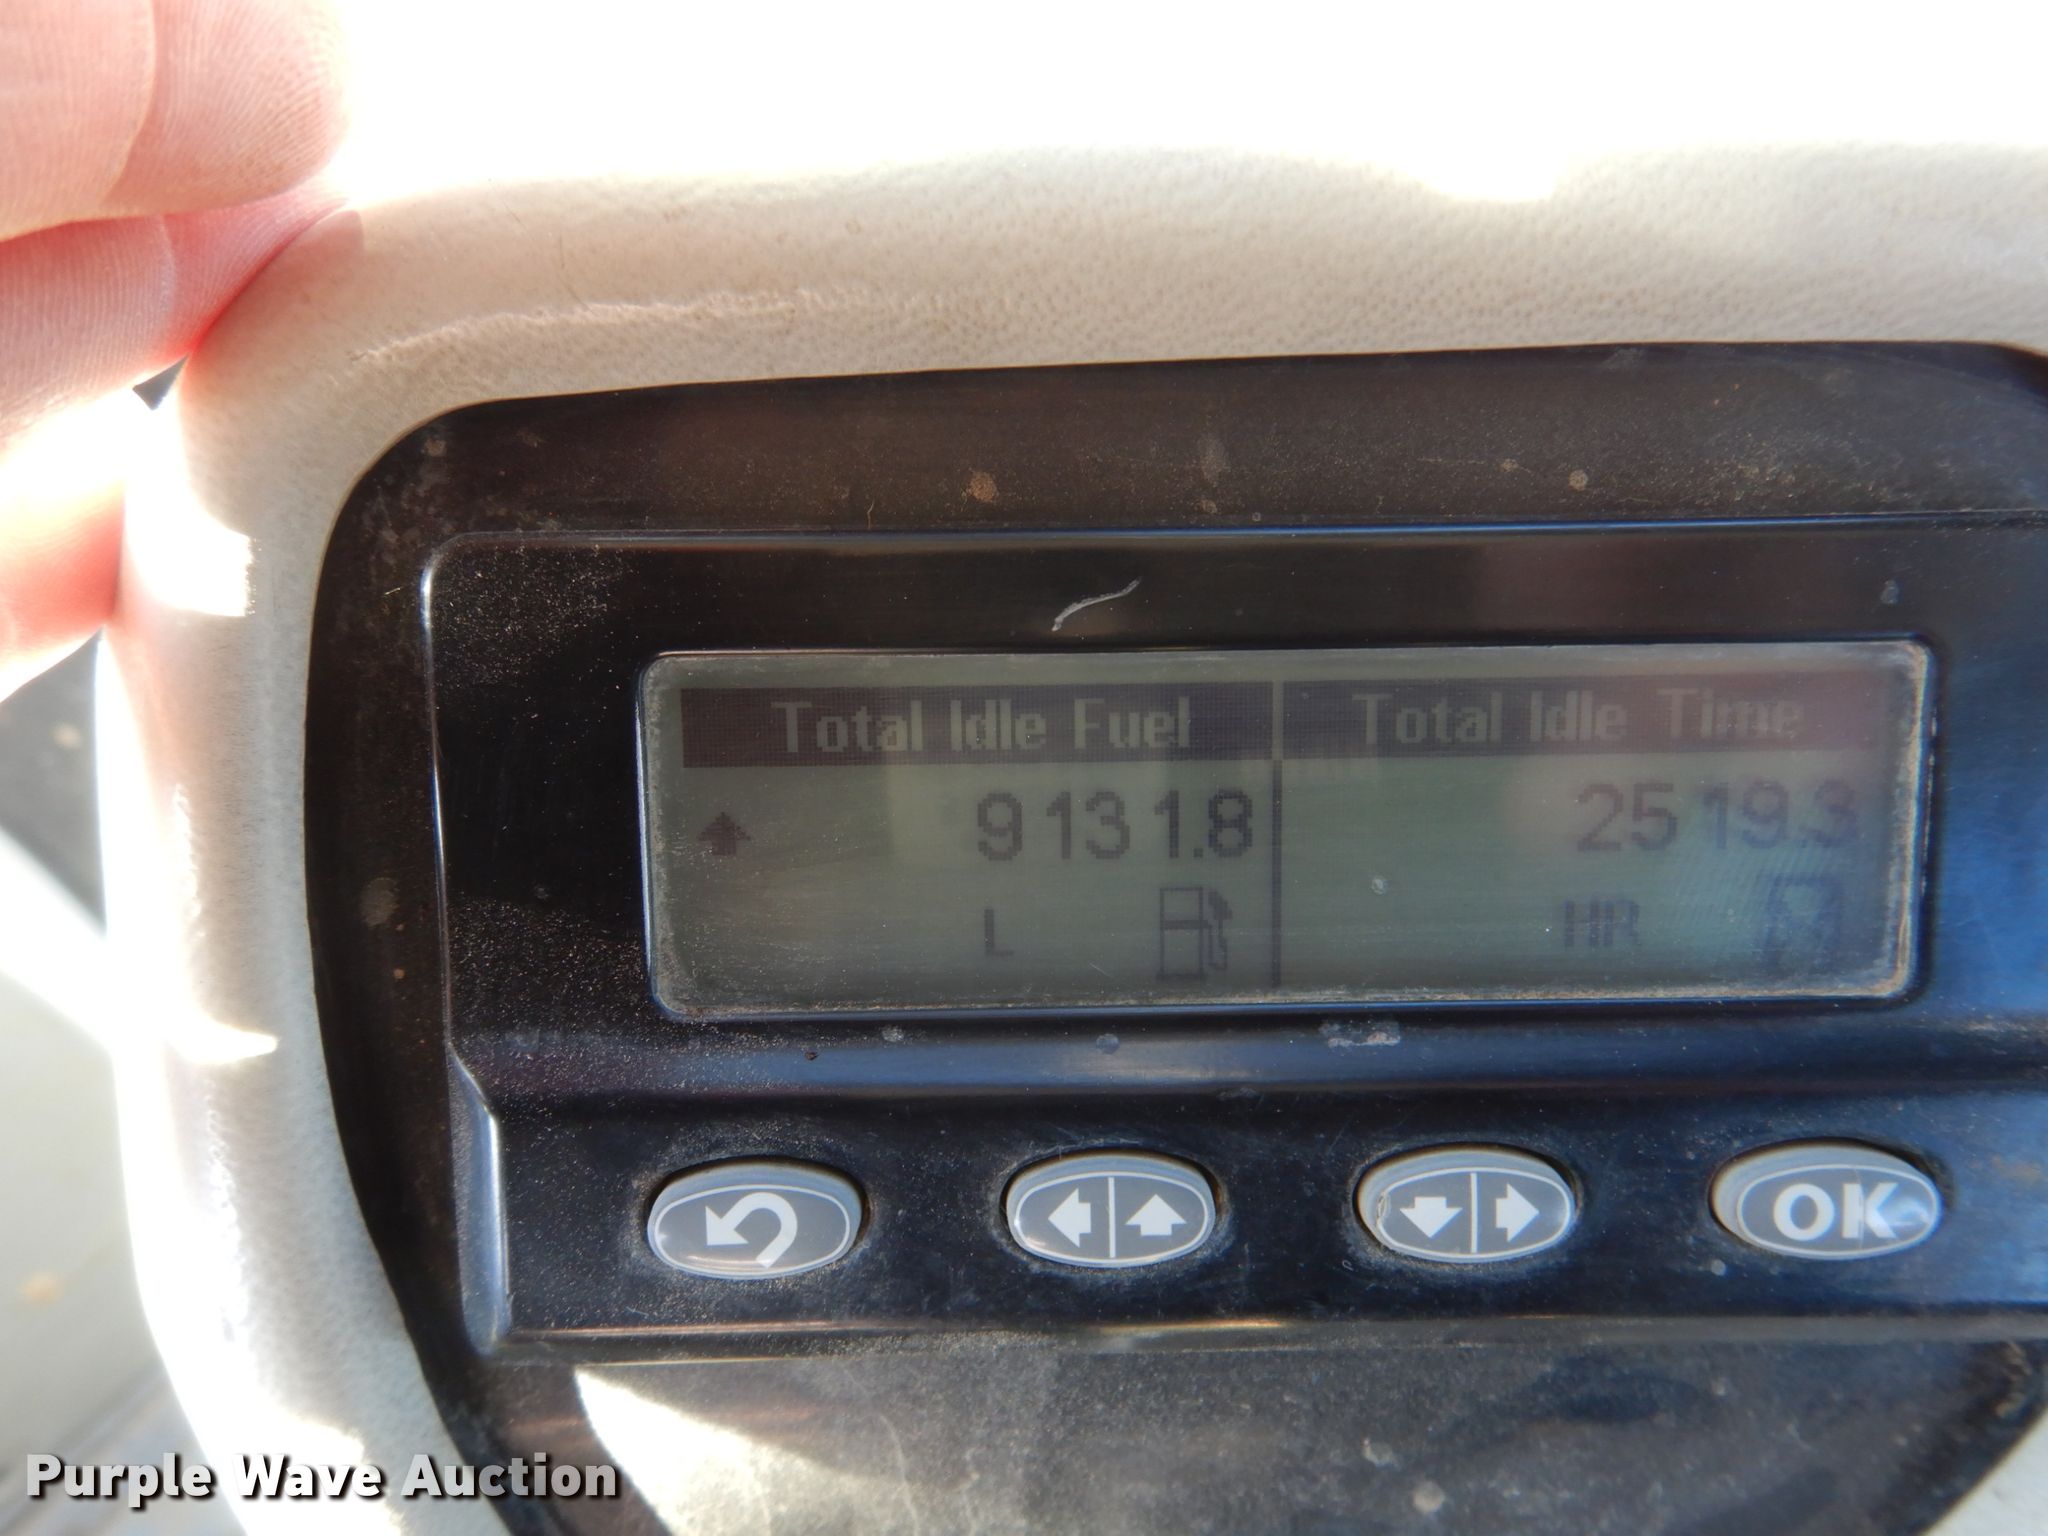 Total Idle Fuel Total Idle Time
9131.8 2519.3
L HR
OK
Purple Wave Auction